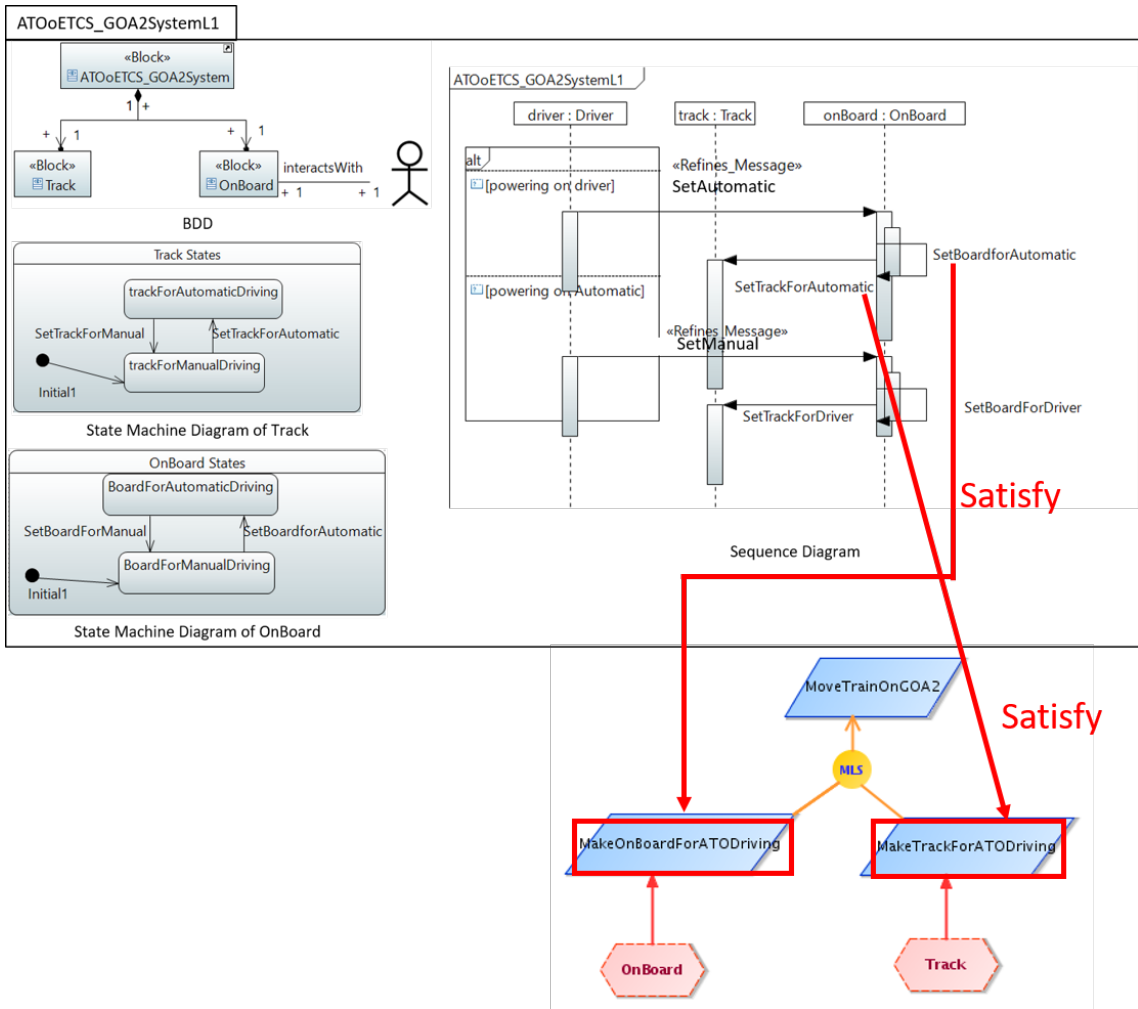 ATOoETCS_GOA2SystemL1
«Block»
ATOoETCS_GOA2System
1 +
+ 1
1
«Block»
Track
«Block»
OnBoard
interactsWith
+ 1
+ 1
BDD
Track States
trackForAutomaticDriving
SetTrackForManual
SetTrackForAutomatic
trackForManualDriving
Initial1
State Machine Diagram of Track
OnBoard States
BoardForAutomaticDriving
SetBoardForManual
SetBoardforAutomatic
BoardForManualDriving
Initial1
State Machine Diagram of OnBoard
ATOoETCS_GOA2SystemL1
driver : Driver
track : Track
onBoard : OnBoard
alt
[powering on driver]
«Refines_Message»
SetAutomatic
SetBoardforAutomatic
SetTrackForAutomatic
[powering on Automatic]
«Refines_Message»
SetManual
SetBoardForDriver
SetTrackForDriver
Satisfy
Sequence Diagram
MoveTrainOnGOA2
Satisfy
MLS
MakeOnBoardForATODriving
MakeTrackForATODriving
OnBoard
Track